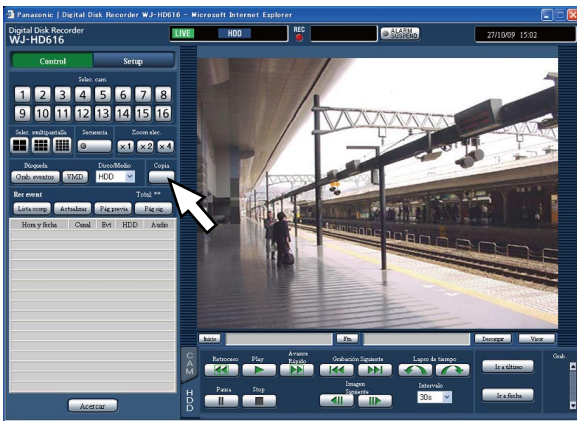 Panasonic | Digital Disk Recorder WJ-HD616 - Microsoft Internet Explorer
Digital Disk Recorder
WJ-HD616
LIVE HDD REC ALARM SUSPEND 27/10/09 15:02
Control Setup
Selec. cam.
1 2 3 4 5 6 7 8
9 10 11 12 13 14 15 16
Selec. multipantalla Secuencia Zoom elec.
x1 x2 x4
Búsqueda Disco/Medio Copia
Grab. eventos VMD HDD
Rec event Total: **
Lista comp Actualizar Pág previa Pág sig.
Hora y fecha Canal Evt HDD Audio
Acercar
Inicio Fin Descargar Visor
CAM
HDD
Retroceso Play Avance Rápido Grabación Siguiente Lapso de tiempo Grab.
Ir a último
Pausa Stop Imagen Siguiente Intervalo
30s
Ir a fecha